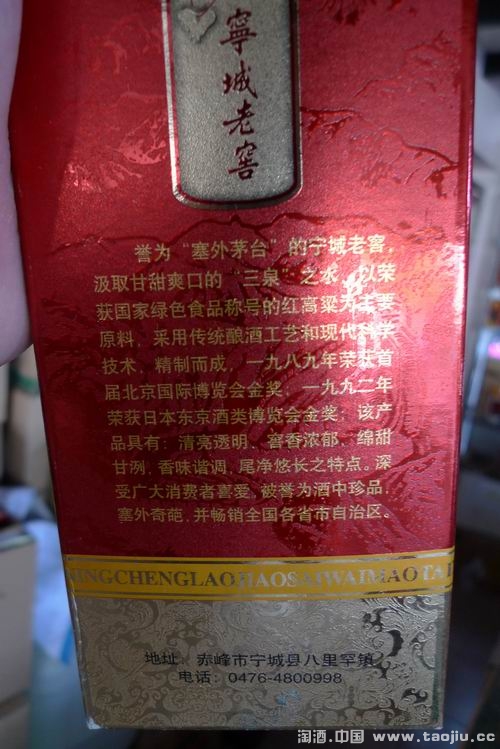 寧城老窖
誉为“塞外茅台”的宁城老窖，
汲取甘甜爽口的“三泉”之水，以荣
获国家绿色食品称号的红高粱为主要
原料，采用传统酿酒工艺和现代科学
技术，精制而成，一九八九年荣获首
届北京国际博览会金奖，一九九二年
荣获日本东京酒类博览会金奖；该产
品具有：清亮透明、窖香浓郁、绵甜
甘洌、香味谐调，尾净悠长之特点。深
受广大消费者喜爱，被誉为酒中珍品，
塞外奇葩，并畅销全国各省市自治区。
NINGCHENGLAOJIAOSAIWAIMAOTAI
地址：赤峰市宁城县八里罕镇
电话：0476-4800998
淘酒.中国 www.taojiu.cc